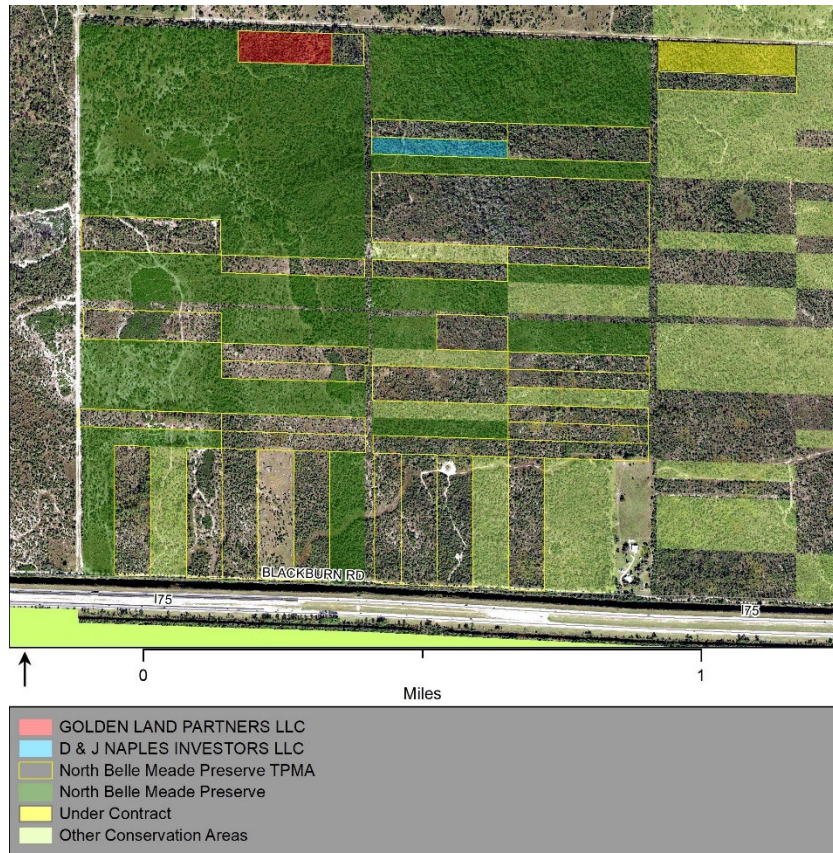 BLACKBURN RD
I75
I75
0
1
Miles
GOLDEN LAND PARTNERS LLC
D & J NAPLES INVESTORS LLC
North Belle Meade Preserve TPMA
North Belle Meade Preserve
Under Contract
Other Conservation Areas